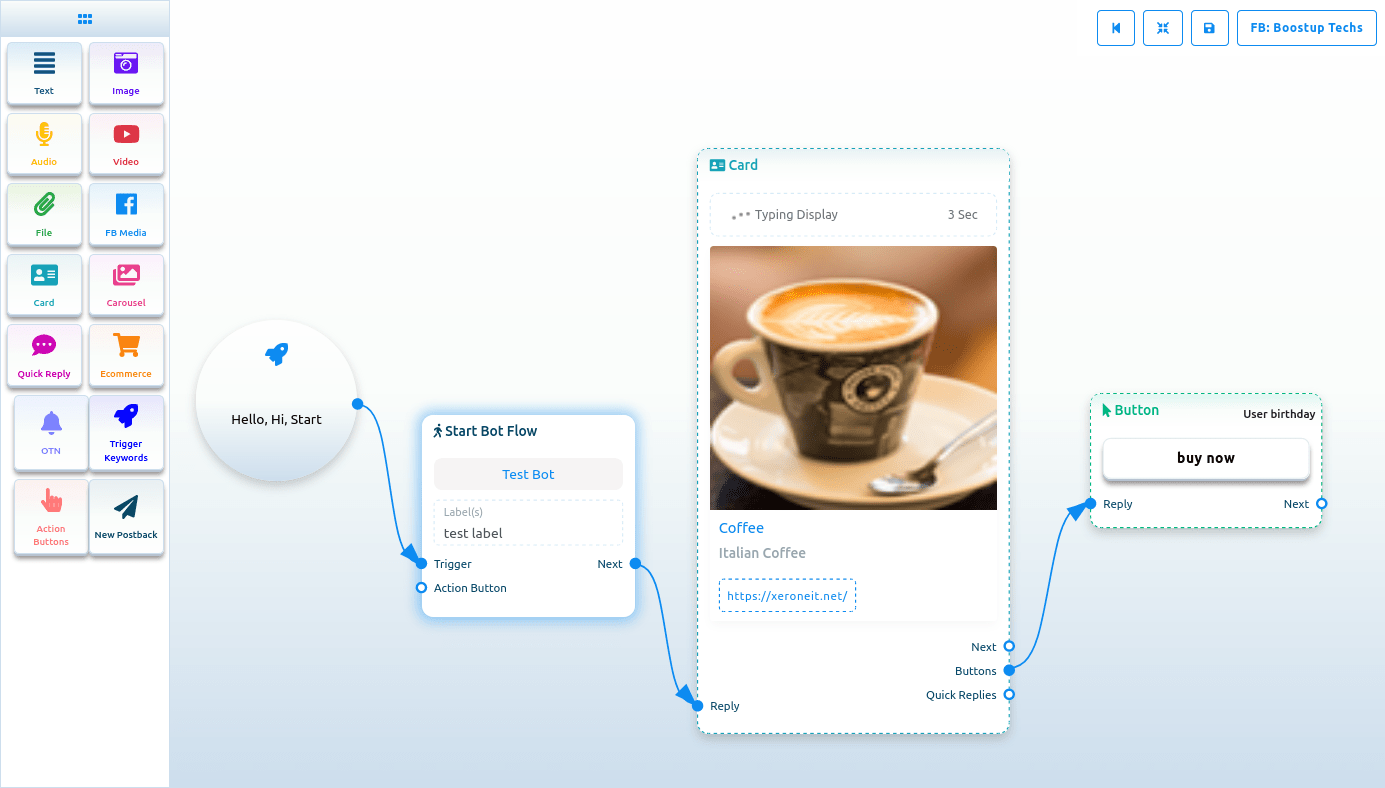 FB: Boostup Techs
Text
Image
Audio
Video
File
FB Media
Card
Carousel
Quick Reply
Ecommerce
OTN
Trigger
Keywords
Action
Buttons
New Postback
Hello, Hi, Start
Start Bot Flow
Test Bot
Label(s)
test label
Trigger
Next
Action Button
Card
Typing Display
3 Sec
Coffee
Italian Coffee
https://xeroneit.net/
Next
Buttons
Quick Replies
Reply
Button
User birthday
buy now
Reply
Next